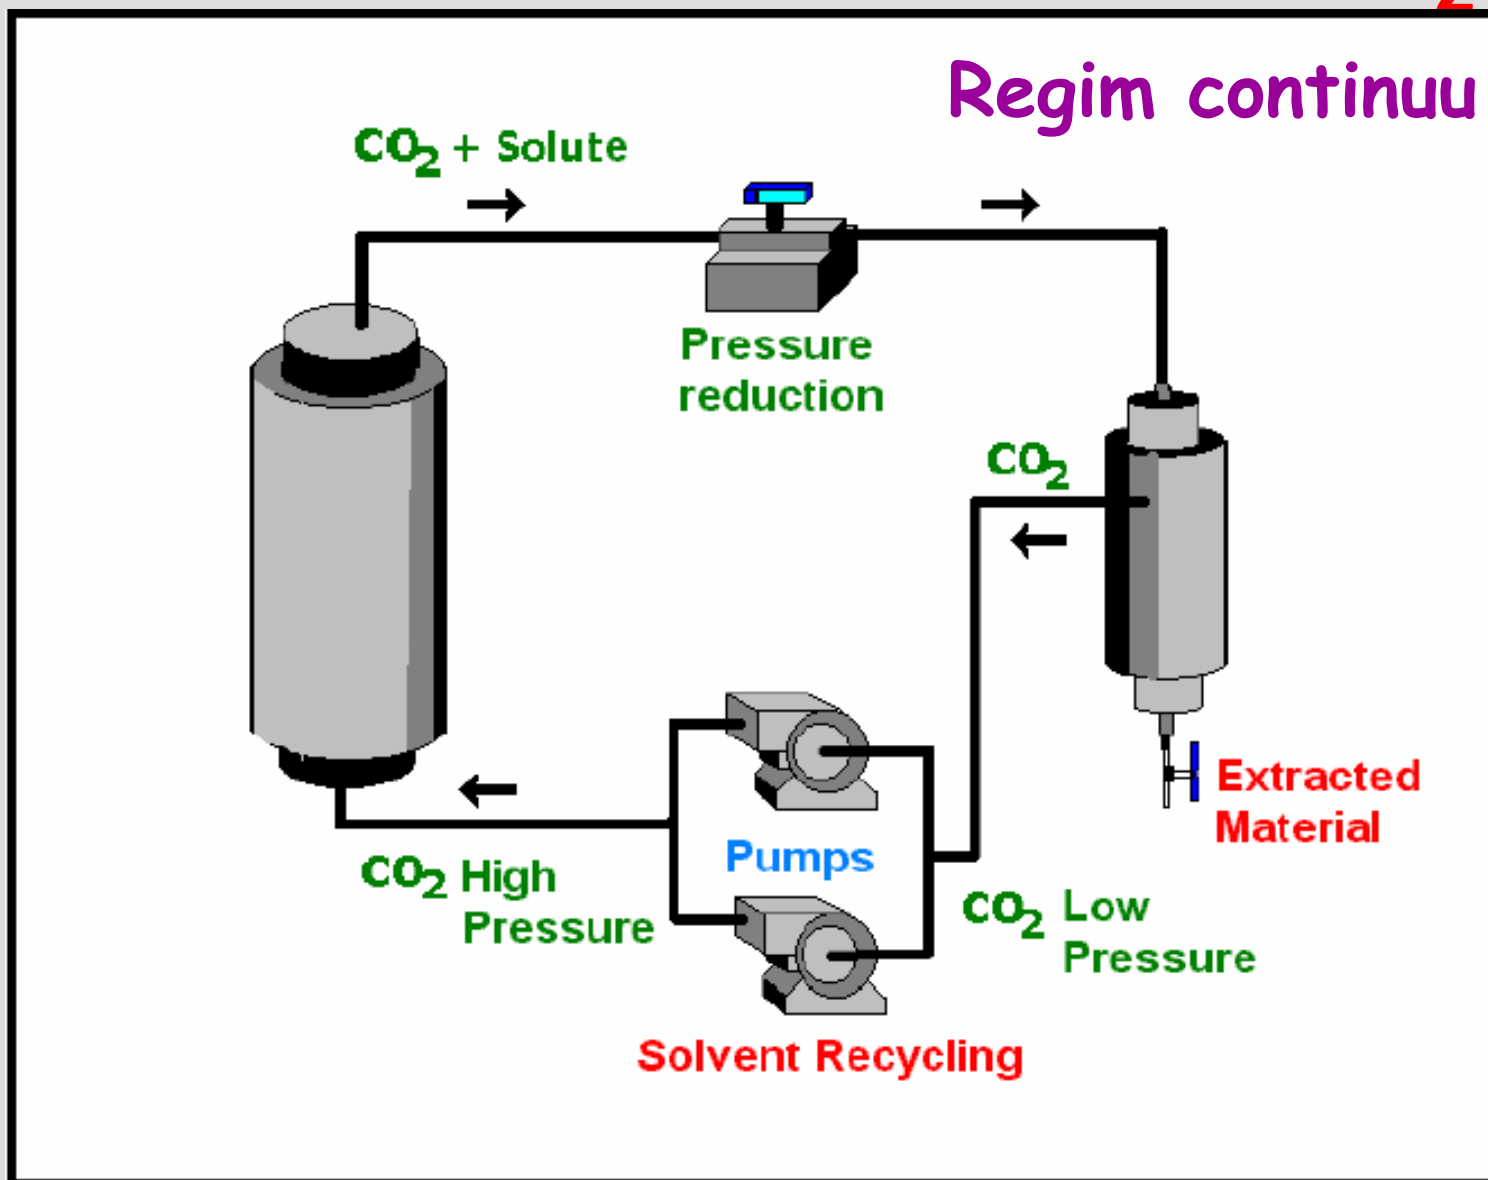 Regim continuu
CO₂ + Solute
Pressure
reduction
CO₂
Extracted
Material
Pumps
CO₂ High
Pressure
CO₂ Low
Pressure
Solvent Recycling